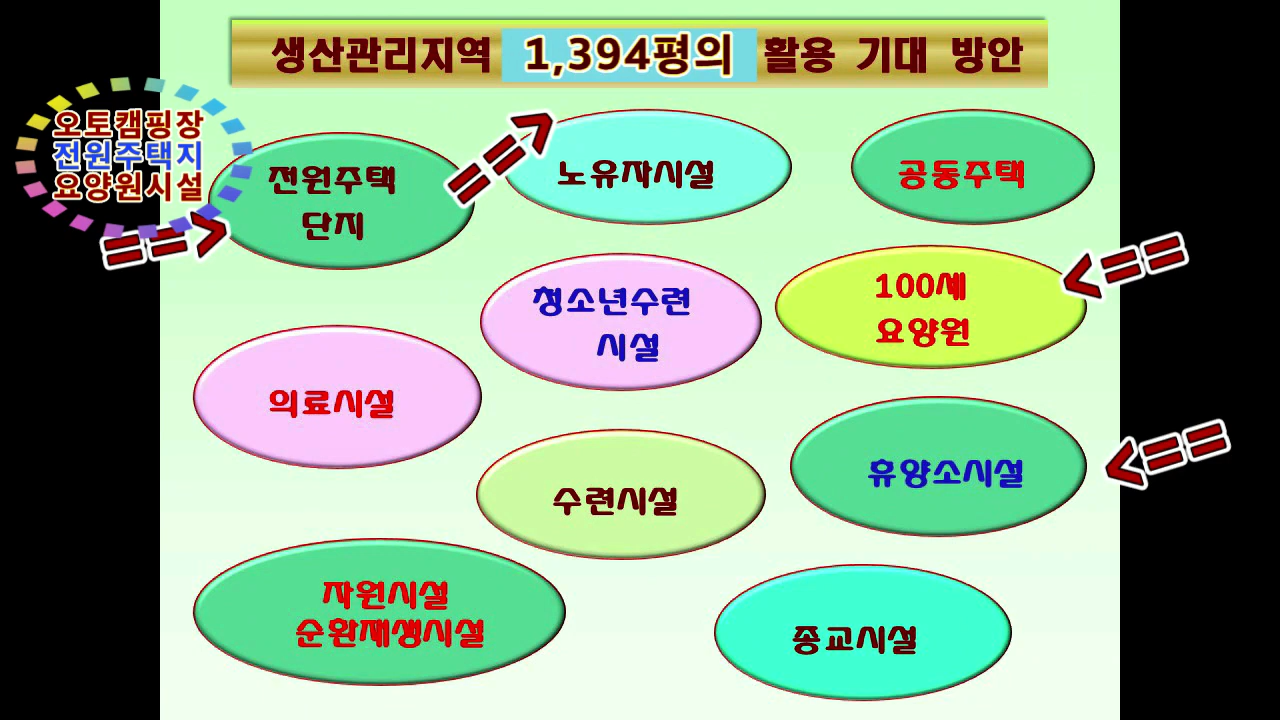 생산관리지역 1,394평의 활용 기대 방안
오토캠핑장
전원주택지
요양원시설
==>
전원주택
단지
==>
노유자시설
공동주택
청소년수련
시설
100세
요양원
<==
의료시설
수련시설
휴양소시설
<==
자원시설
순환재생시설
종교시설